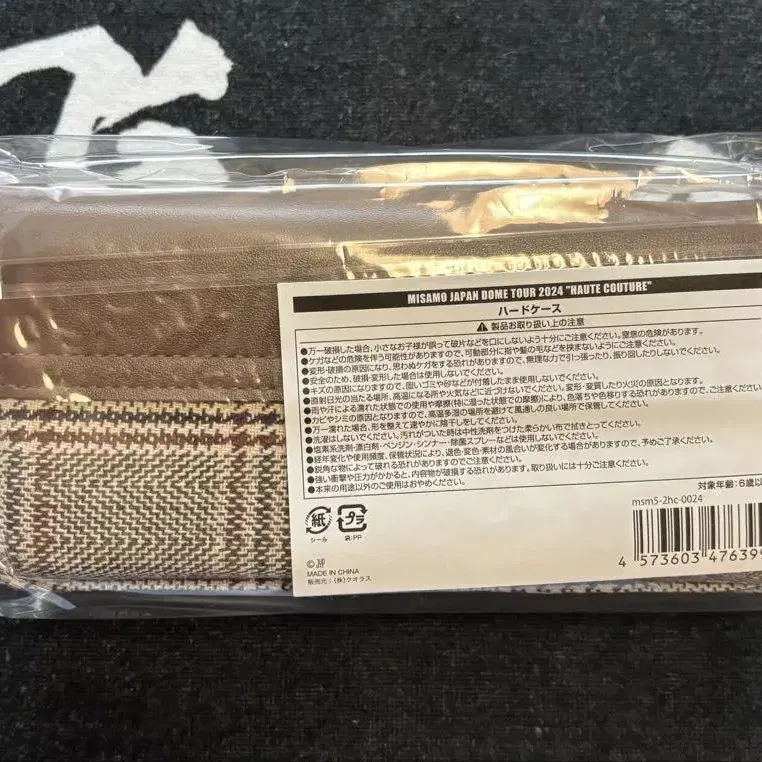 MISAMO JAPAN DOME TOUR 2024 "HAUTE COUTURE"
ハードケース
⚠ 製品お取り扱い上の注意
●万一破損した場合、小さなお子様が誤って破片などを口にしないよう十分にご注意ください。窒息の危険があります。
●ケガなどの危険を伴う可能性がありますので、可動部分に指や髪の毛などを挟まないようにご注意ください。
●変形・破損の原因になり、思わぬケガをする恐れがありますので、無理な力で引っ張ったり、振り回したりしないでください。
●安全のため、破損・変形した場合は使用しないでください。
●キズの原因になりますので、固いゴミや砂などが付着したまま使用しないでください。
●直射日光の当たる場所、高温になる所や火気などに近づけないでください。変形・変質したり火災の原因となります。
●雨や汗による濡れた状態での使用や摩擦(特に湿った状態での摩擦)により、色落ちや色移りする恐れがありますのでご注意ください
●カビやシミの原因となりますので、高温多湿の場所を避けて風通しの良い場所で保管してください。
●万一濡れた場合、形を整えて速やかに陰干しをしてください。
●洗濯はしないでください。汚れがついた時は中性洗剤をつけた柔らかい布で拭きとってください。
●塩素系洗剤・漂白剤・ベンジン・シンナー・除菌スプレーなどは使用しないでください。
●経年変化や使用頻度、保管状況により、退色・変色・素材の風合いが変化する場合がありますので、予めご了承ください。
●鋭角な物によって破れる恐れがありますのでご注意ください。
●強い衝撃や圧力がかかると、内容物が破損する恐れがあります。取り扱いには十分ご注意ください。
●本来の用途以外のご使用はおやめください。
対象年齢:6歳以
msm5-2hc-0024
紙
シール
プラ
袋:PP
4 573603 47639
© JYP
MADE IN CHINA
販売元:(株)クオラス